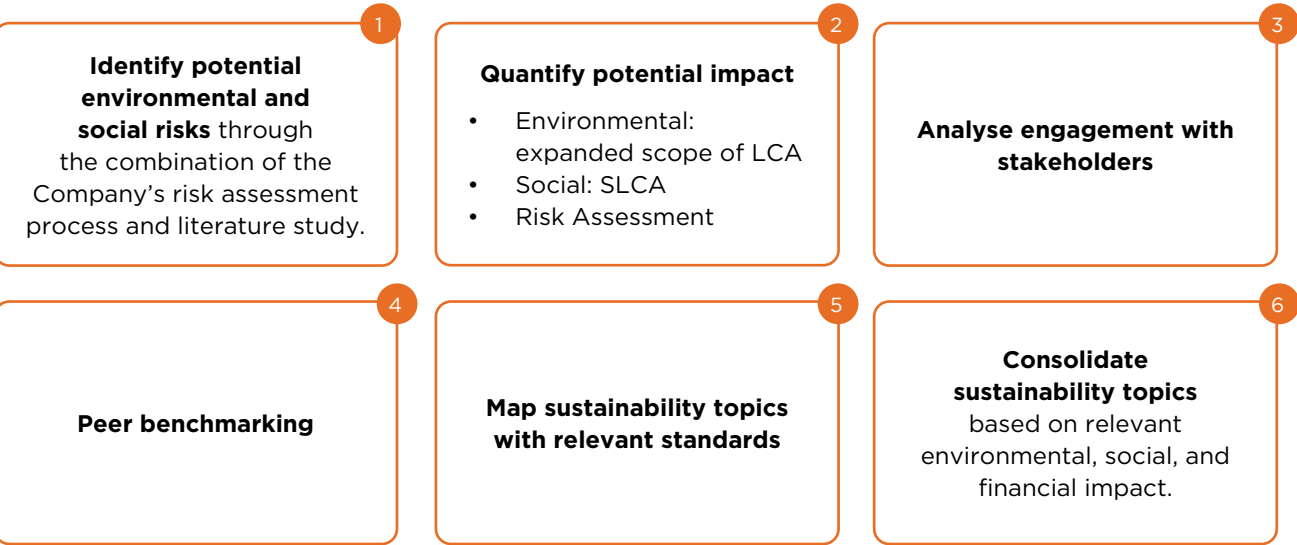 1
Identify potential
environmental and
social risks through
the combination of the
Company's risk assessment
process and literature study.
2
Quantify potential impact
• Environmental:
expanded scope of LCA
• Social: SLCA
• Risk Assessment
3
Analyse engagement with
stakeholders
4
Peer benchmarking
5
Map sustainability topics
with relevant standards
6
Consolidate
sustainability topics
based on relevant
environmental, social, and
financial impact.